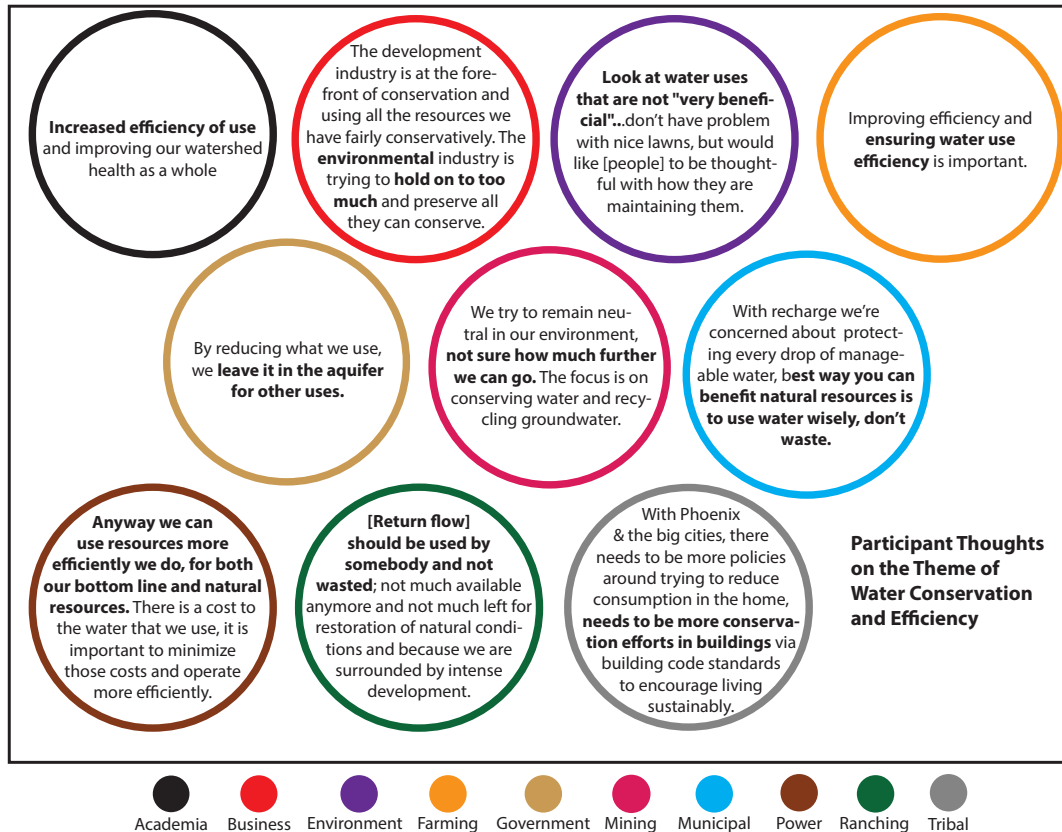 Increased efficiency of use
and improving our watershed
health as a whole
The development
industry is at the fore-
front of conservation and
using all the resources we
have fairly conservatively. The
environmental industry is
trying to hold on to too
much and preserve all
they can conserve.
Look at water uses
that are not "very benefi-
cial"...don’t have problem
with nice lawns, but would
like [people] to be thought-
ful with how they are
maintaining them.
Improving efficiency and
ensuring water use
efficiency is important.
By reducing what we use,
we leave it in the aquifer
for other uses.
We try to remain neu-
tral in our environment,
not sure how much further
we can go. The focus is on
conserving water and recy-
cling groundwater.
With recharge we’re
concerned about protect-
ing every drop of manage-
able water, best way you can
benefit natural resources is
to use water wisely, don’t
waste.
Anyway we can
use resources more
efficiently we do, for both
our bottom line and natural
resources. There is a cost to
the water that we use, it is
important to minimize
those costs and operate
more efficiently.
[Return flow]
should be used by
somebody and not
wasted; not much available
anymore and not much left for
restoration of natural condi-
tions and because we are
surrounded by intense
development.
With Phoenix
& the big cities, there
needs to be more policies
around trying to reduce
consumption in the home,
needs to be more conserva-
tion efforts in buildings via
building code standards
to encourage living
sustainably.
Participant Thoughts
on the Theme of
Water Conservation
and Efficiency
Academia Business Environment Farming Government Mining Municipal Power Ranching Tribal